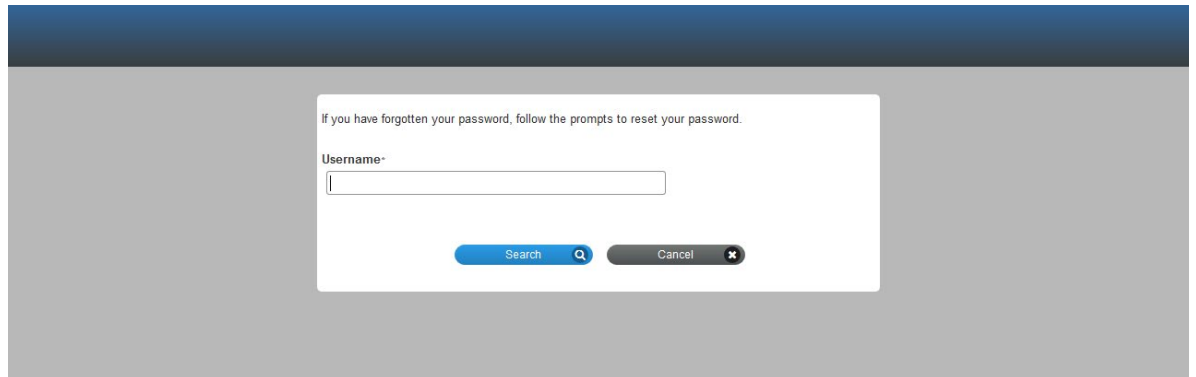 If you have forgotten your password, follow the prompts to reset your password.
Username*
Search Cancel